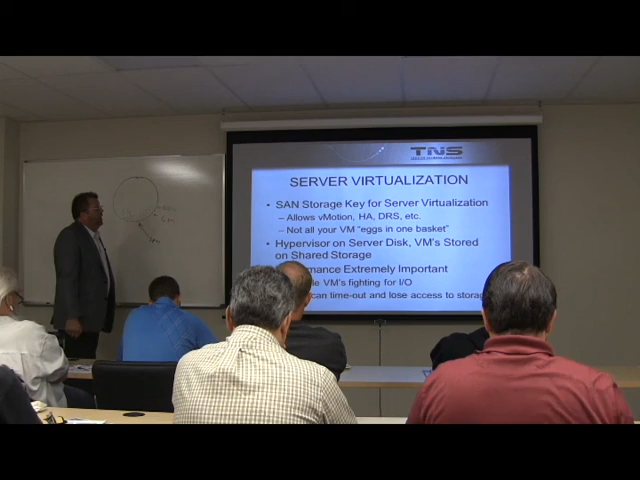 TNS
SERVER VIRTUALIZATION
• SAN Storage Key for Server Virtualization
– Allows vMotion, HA, DRS, etc.
– Not all your VM "eggs in one basket"
• Hypervisor on Server Disk, VM's Stored
on Shared Storage
Extremely Important
VM's fighting for I/O
can time-out and lose access to storag